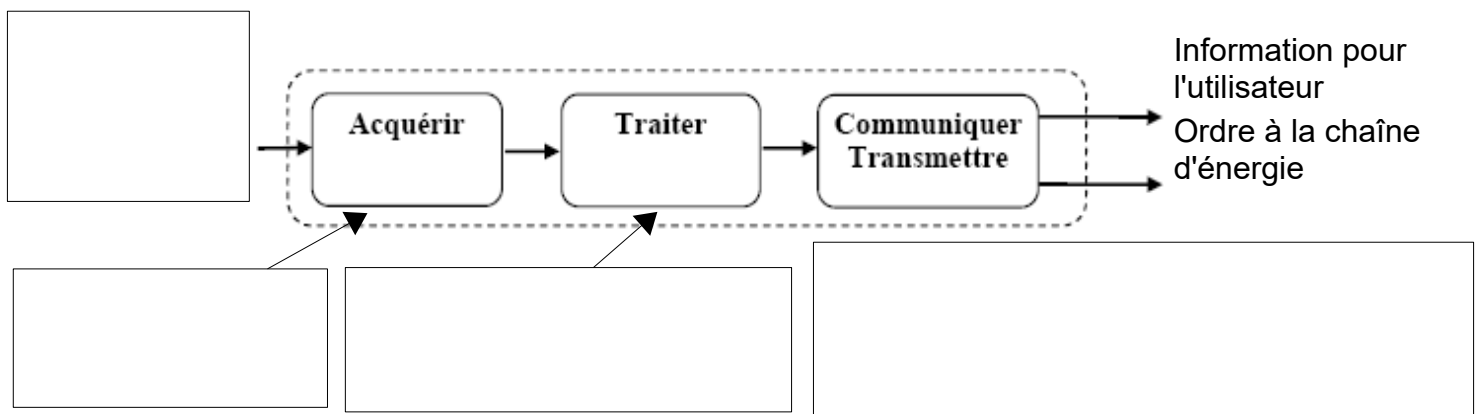 Information pour
l'utilisateur
Ordre à la chaîne
d'énergie
Acquérir
Traiter
Communiquer
Transmettre